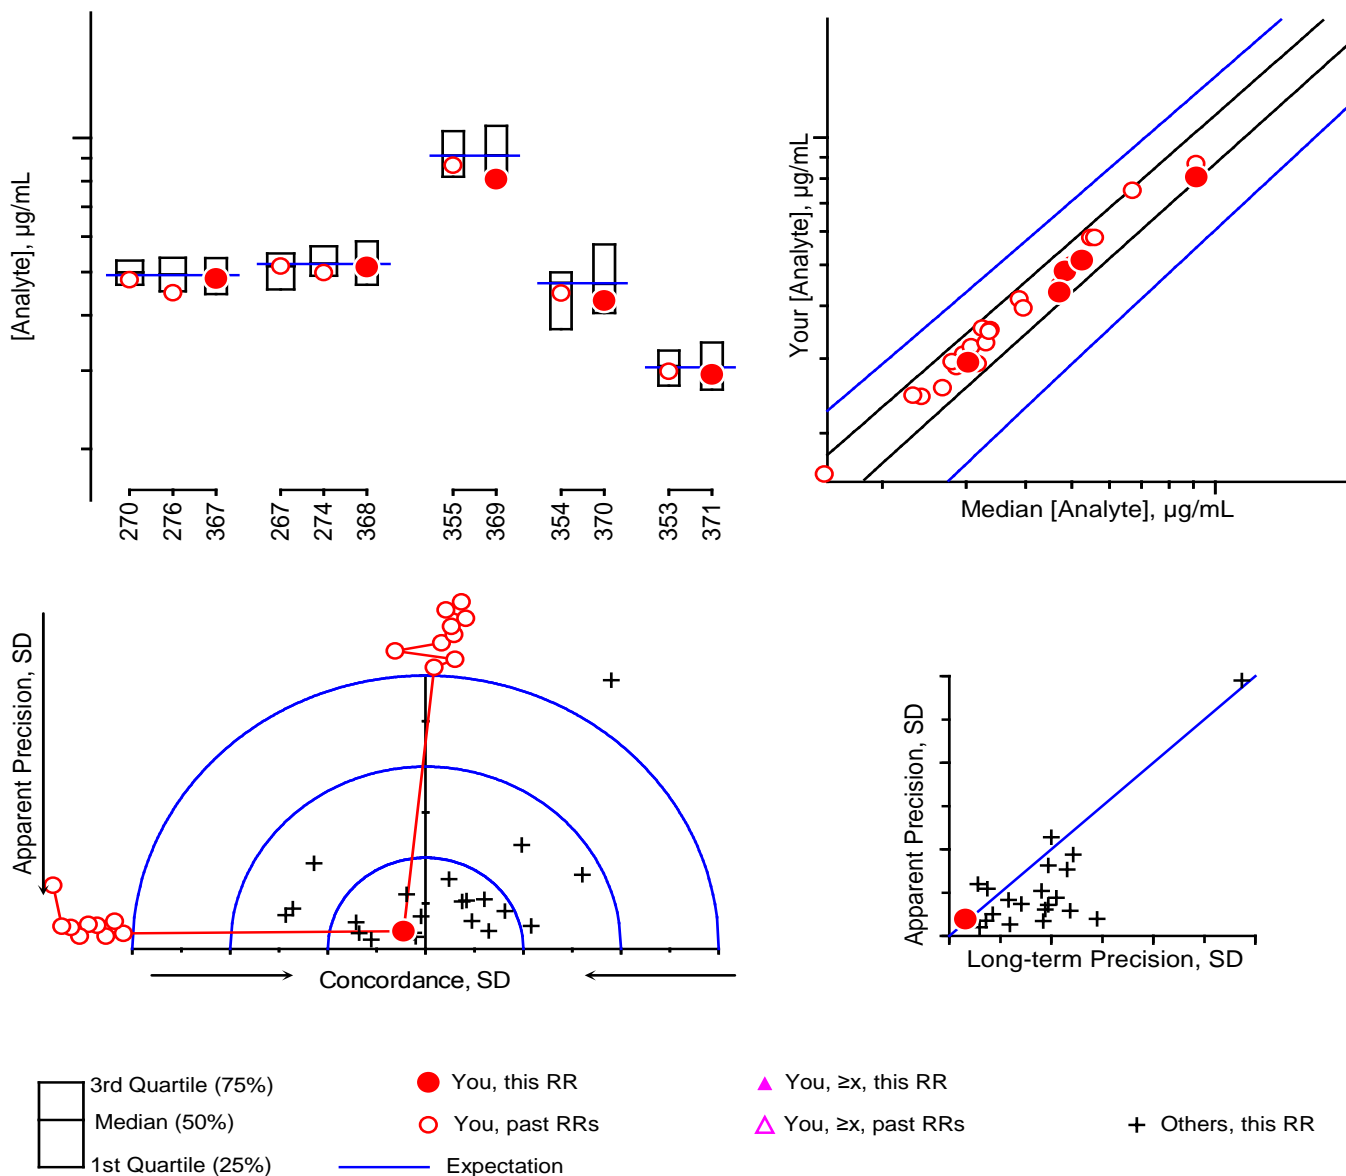 [Analyte], µg/mL
270
276
367
267
274
368
355
369
354
370
353
371
Your [Analyte], µg/mL
Median [Analyte], µg/mL
Apparent Precision, SD
Concordance, SD
Apparent Precision, SD
Long-term Precision, SD
3rd Quartile (75%)
Median (50%)
1st Quartile (25%)
You, this RR
You, past RRs
Expectation
You, ≥x, this RR
You, ≥x, past RRs
Others, this RR